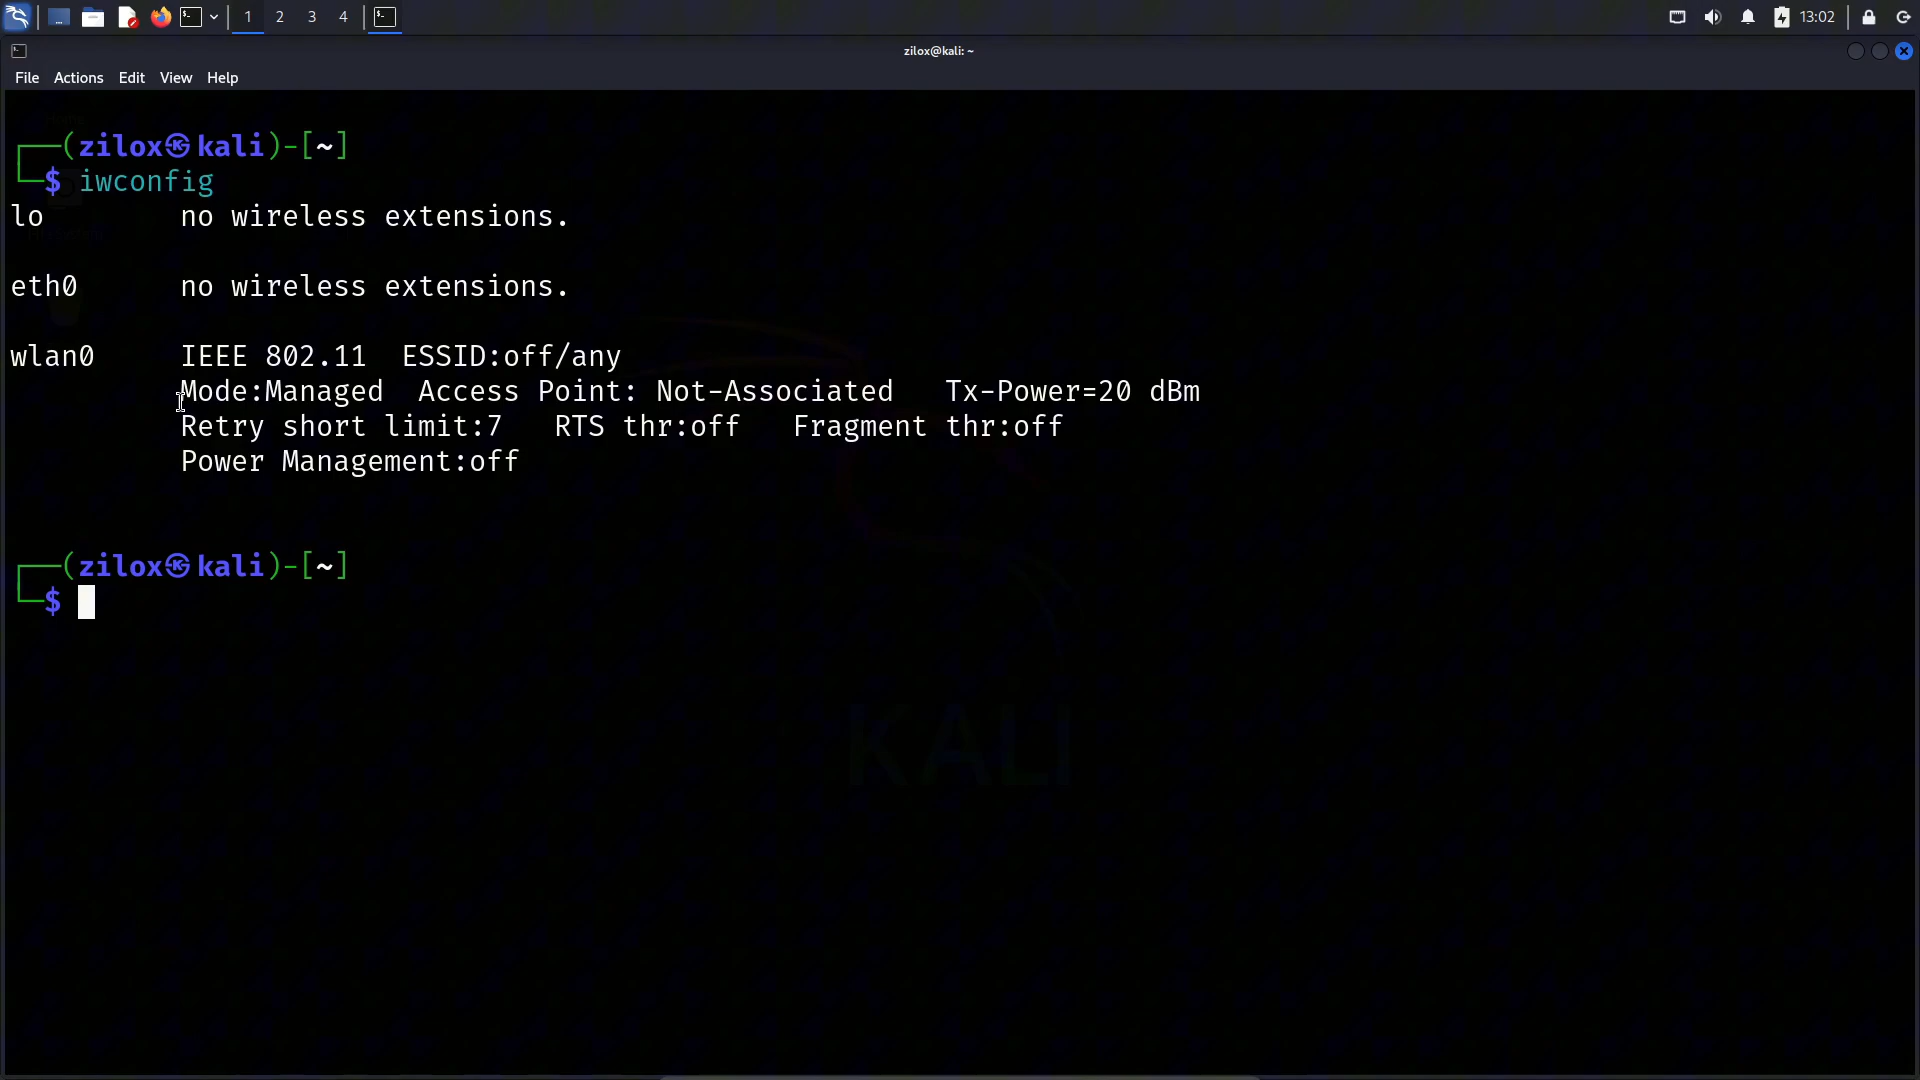 1 2 3 4 13:02
zilox@kali: ~
File Actions Edit View Help
┌──(zilox㉿kali)-[~]
└─$ iwconfig
lo        no wireless extensions.
eth0      no wireless extensions.
wlan0     IEEE 802.11  ESSID:off/any
          Mode:Managed  Access Point: Not-Associated   Tx-Power=20 dBm
          Retry short limit:7   RTS thr:off   Fragment thr:off
          Power Management:off
┌──(zilox㉿kali)-[~]
└─$
KALI